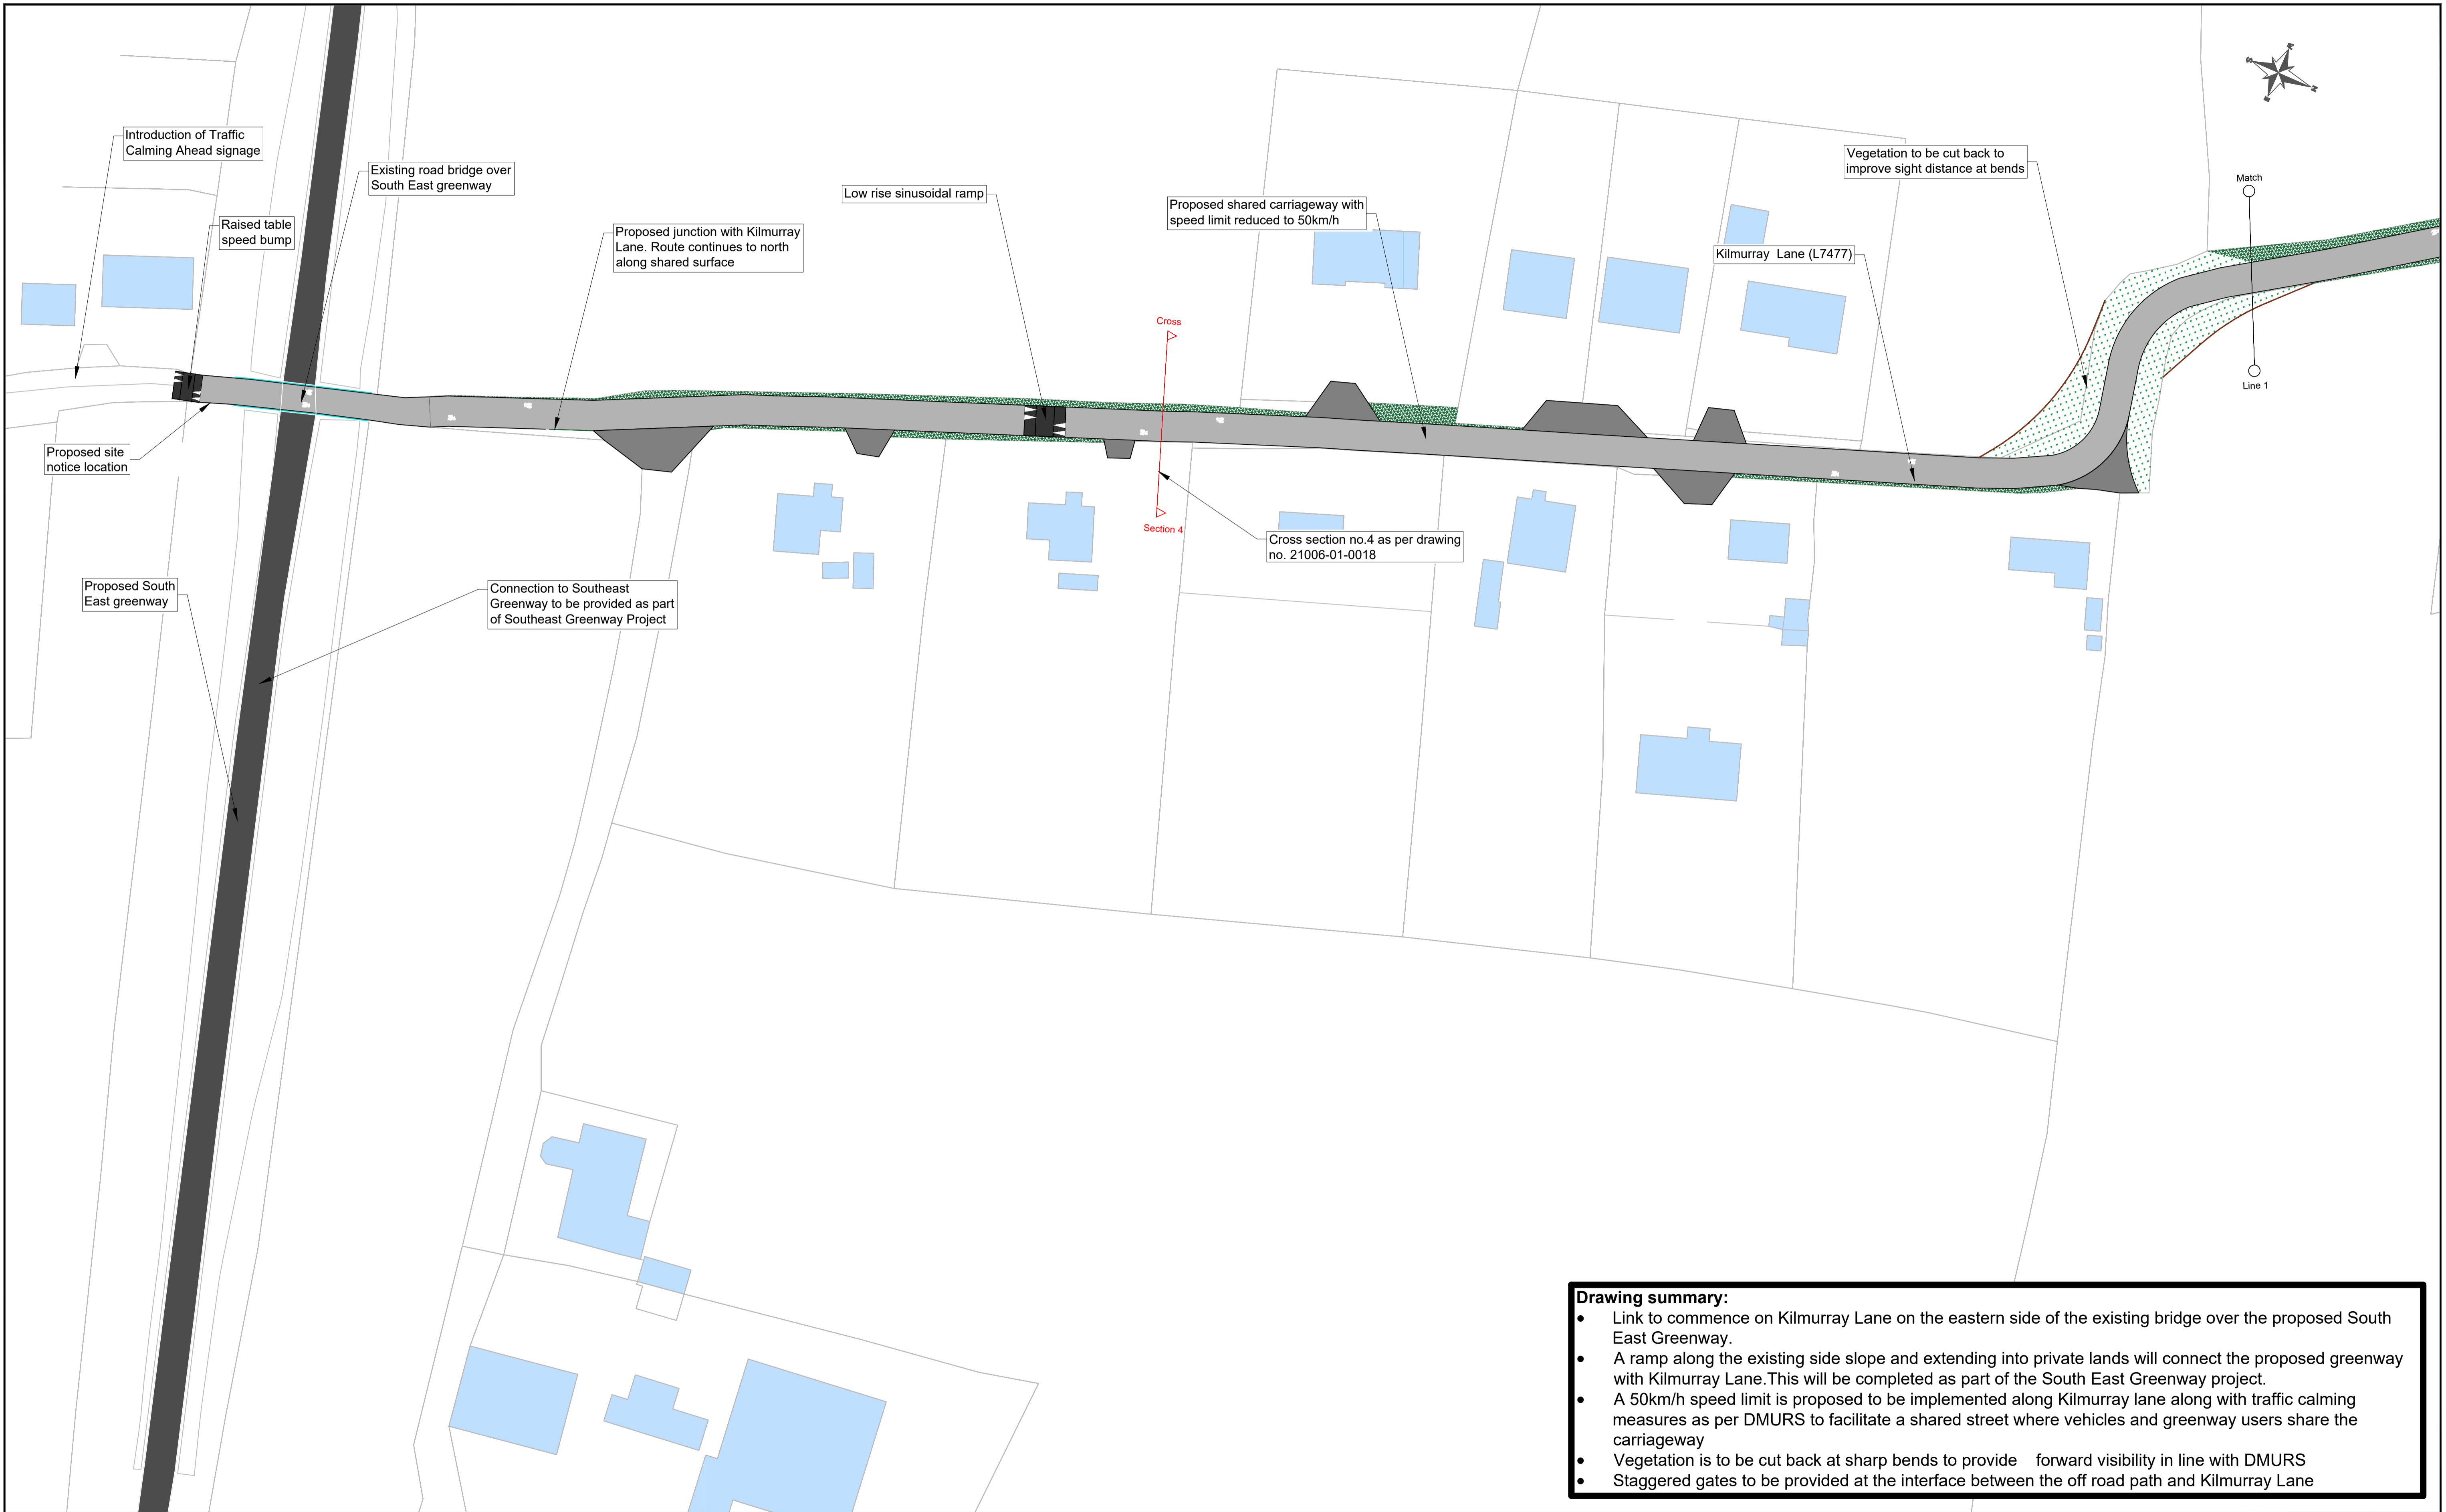 Introduction of Traffic
Calming Ahead signage
Existing road bridge over
South East greenway
Raised table
speed bump
Proposed junction with Kilmurray
Lane. Route continues to north
along shared surface
Low rise sinusoidal ramp
Proposed shared carriageway with
speed limit reduced to 50km/h
Vegetation to be cut back to
improve sight distance at bends
Kilmurray Lane (L7477)
Match
Line 1
Cross
Section 4
Proposed site
notice location
Cross section no.4 as per drawing
no. 21006-01-0018
Proposed South
East greenway
Connection to Southeast
Greenway to be provided as part
of Southeast Greenway Project
Drawing summary:
● Link to commence on Kilmurray Lane on the eastern side of the existing bridge over the proposed South
East Greenway.
● A ramp along the existing side slope and extending into private lands will connect the proposed greenway
with Kilmurray Lane.This will be completed as part of the South East Greenway project.
● A 50km/h speed limit is proposed to be implemented along Kilmurray lane along with traffic calming
measures as per DMURS to facilitate a shared street where vehicles and greenway users share the
carriageway
● Vegetation is to be cut back at sharp bends to provide forward visibility in line with DMURS
● Staggered gates to be provided at the interface between the off road path and Kilmurray Lane